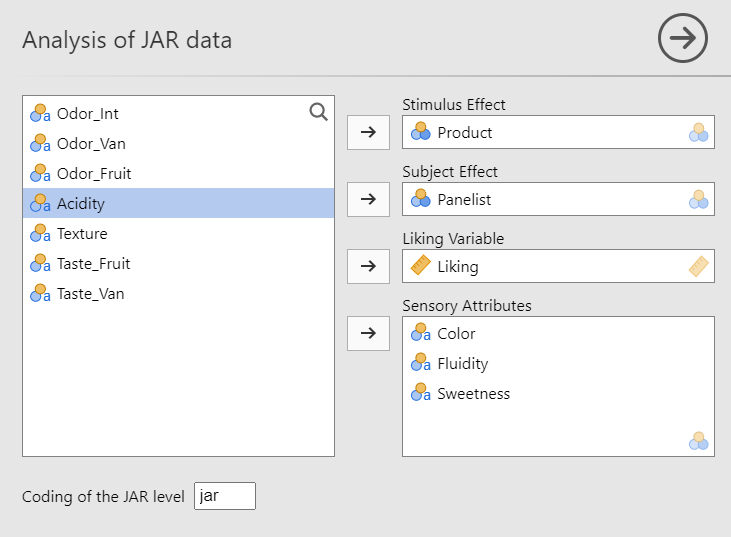 Analysis of JAR data
Odor_Int
Odor_Van
Odor_Fruit
Acidity
Texture
Taste_Fruit
Taste_Van
Stimulus Effect
Product
Subject Effect
Panelist
Liking Variable
Liking
Sensory Attributes
Color
Fluidity
Sweetness
Coding of the JAR level jar